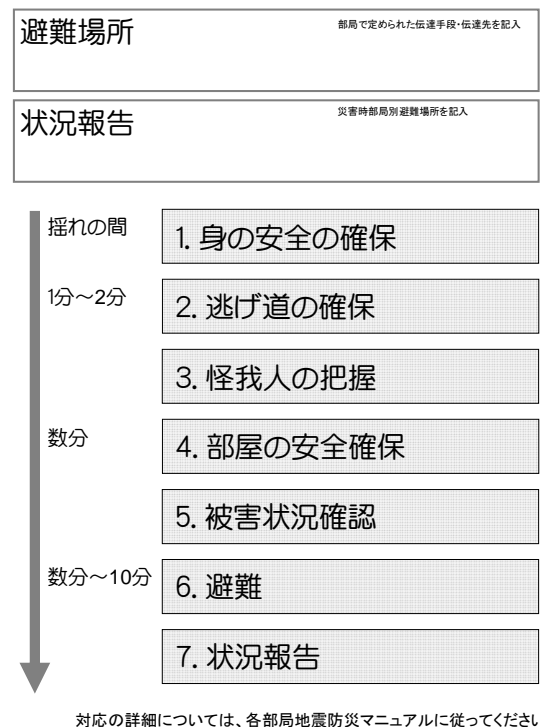 避難場所
部局で定められた伝達手段・伝達先を記入
状況報告
災害時部局別避難場所を記入
揺れの間
1. 身の安全の確保
1分～2分
2. 逃げ道の確保
3. 怪我人の把握
数分
4. 部屋の安全確保
5. 被害状況確認
数分～10分
6. 避難
7. 状況報告
対応の詳細については、各部局地震防災マニュアルに従ってください